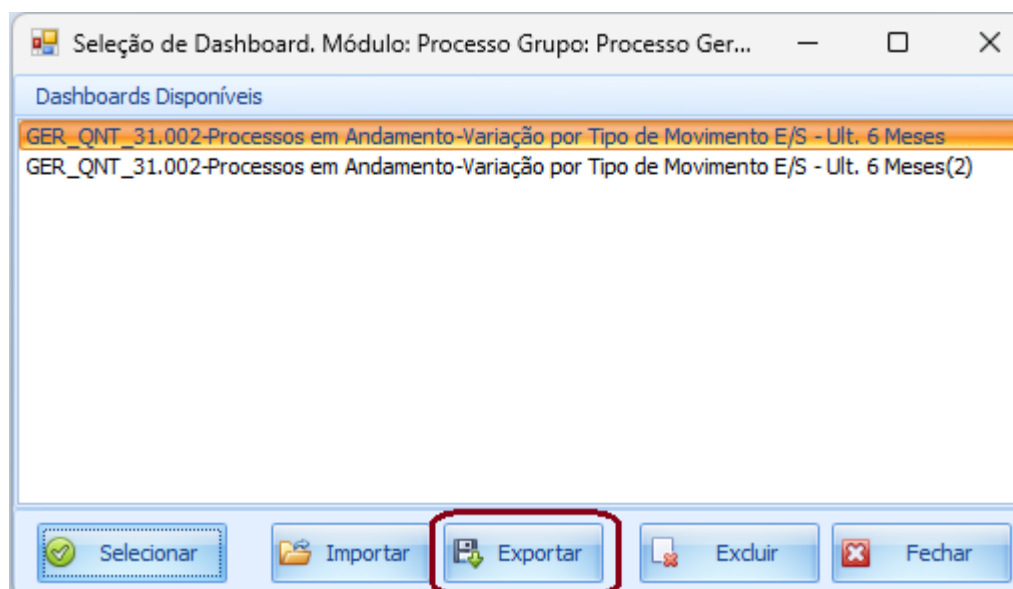 Seleção de Dashboard. Módulo: Processo Grupo: Processo Ger...
Dashboards Disponíveis
GER_QNT_31.002-Processos em Andamento-Variação por Tipo de Movimento E/S - Ult. 6 Meses
GER_QNT_31.002-Processos em Andamento-Variação por Tipo de Movimento E/S - Ult. 6 Meses(2)
Selecionar Importar Exportar Excluir Fechar